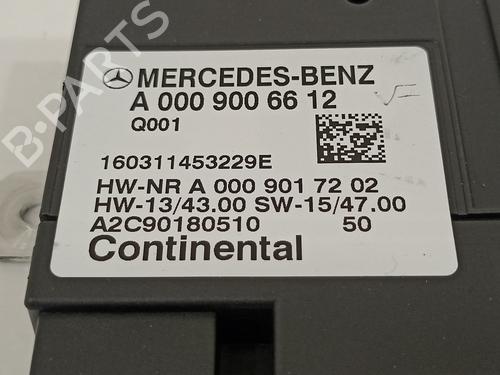 MERCEDES-BENZ
A 000 900 66 12
Q001
160311453229E
HW-NR A 000 901 72 02
HW-13/43.00 SW-15/47.00
A2C90180510 50
Continental
B-PARTS